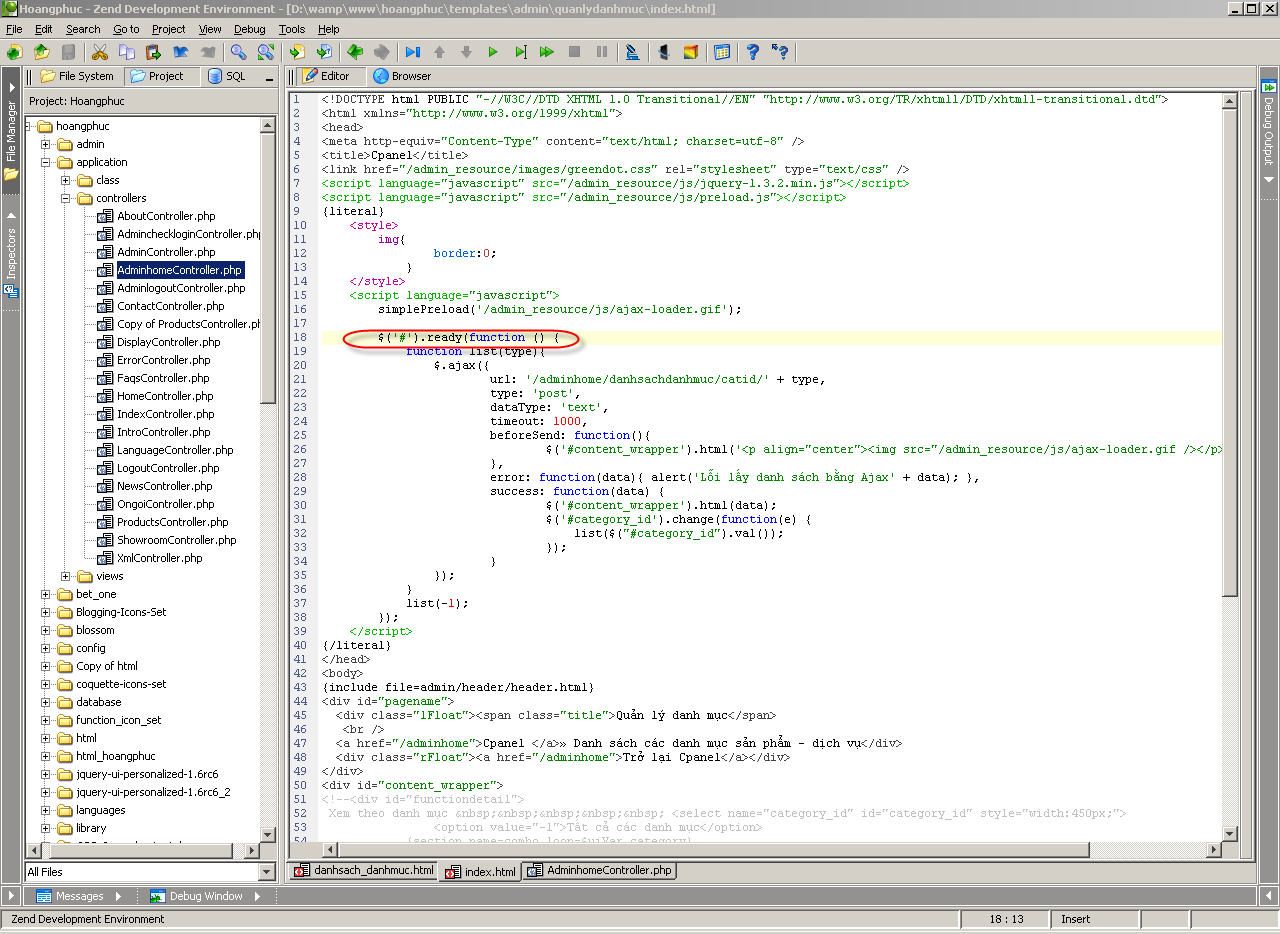 Hoangphuc - Zend Development Environment - [D:\wamp\www\hoangphuc\templates\admin\quanlydanhmuc\index.html]
File Edit Search Go to Project View Debug Tools Help
File System Project SQL
Project: Hoangphuc
File Manager
Inspectors
hoangphuc
admin
application
class
controllers
AboutController.php
AdmincheckloginController.php
AdminController.php
AdminhomeController.php
AdminlogoutController.php
ContactController.php
Copy of ProductsController.pl
DisplayController.php
ErrorController.php
FaqsController.php
HomeController.php
IndexController.php
IntroController.php
LanguageController.php
LogoutController.php
NewsController.php
OngoiController.php
ProductsController.php
ShowroomController.php
XmlController.php
views
bet_one
Blogging-Icons-Set
blossom
config
Copy of html
coquette-icons-set
database
function_icon_set
html
html_hoangphuc
jquery-ui-personalized-1.6rc6
jquery-ui-personalized-1.6rc6_2
languages
library
All Files
Editor Browser
1 <!DOCTYPE html PUBLIC "-//W3C//DTD XHTML 1.0 Transitional//EN" "http://www.w3.org/TR/xhtml1/DTD/xhtml1-transitional.dtd">
2 <html xmlns="http://www.w3.org/1999/xhtml">
3 <head>
4 <meta http-equiv="Content-Type" content="text/html; charset=utf-8" />
5 <title>Cpanel</title>
6 <link href="/admin_resource/images/greendot.css" rel="stylesheet" type="text/css" />
7 <script language="javascript" src="/admin_resource/js/jquery-1.3.2.min.js"></script>
8 <script language="javascript" src="/admin_resource/js/preload.js"></script>
9 {literal}
10 <style>
11 img{
12 border:0;
13 }
14 </style>
15 <script language="javascript">
16 simplePreload('/admin_resource/js/ajax-loader.gif');
17
18 $('#').ready(function () {
19 function list(type){
20 $.ajax({
21 url: '/adminhome/danhsachdanhmuc/catid/' + type,
22 type: 'post',
23 dataType: 'text',
24 timeout: 1000,
25 beforeSend: function(){
26 $('#content_wrapper').html('<p align="center"><img src="/admin_resource/js/ajax-loader.gif /></p>
27 },
28 error: function(data){ alert('Lỗi lấy danh sách bằng Ajax' + data); },
29 success: function(data) {
30 $('#content_wrapper').html(data);
31 $('#category_id').change(function(e) {
32 list($("#category_id").val());
33 });
34 }
35 });
36 }
37 list(-1);
38 });
39 </script>
40 {/literal}
41 </head>
42 <body>
43 {include file=admin/header/header.html}
44 <div id="pagename">
45 <div class="lFloat"><span class="title">Quản lý danh mục</span>
46 <br />
47 <a href="/adminhome">Cpanel </a>» Danh sách các danh mục sản phẩm - dịch vụ</div>
48 <div class="rFloat"><a href="/adminhome">Trở lại Cpanel</a></div>
49 </div>
50 <div id="content_wrapper">
51 <!--<div id="functiondetail">
52 Xem theo danh mục &nbsp;&nbsp;&nbsp;&nbsp; <select name="category_id" id="category_id" style="width:450px;">
53 <option value="-1">Tất cả các danh mục</option>
{section name=combo loop=$uiVar category}
danhsach_danhmuc.html index.html AdminhomeController.php
Debug Output
Messages Debug Window
Zend Development Environment 18 : 13 Insert